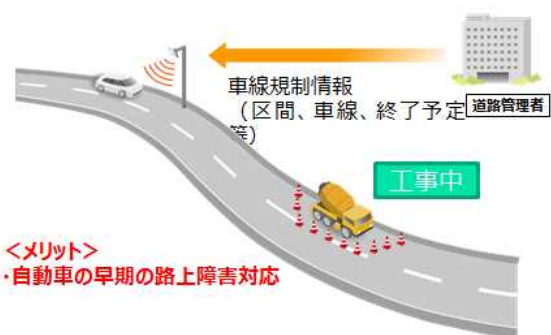 車線規制情報
（区間、車線、終了予定
等）
道路管理者
工事中
＜メリット＞
・自動車の早期の路上障害対応